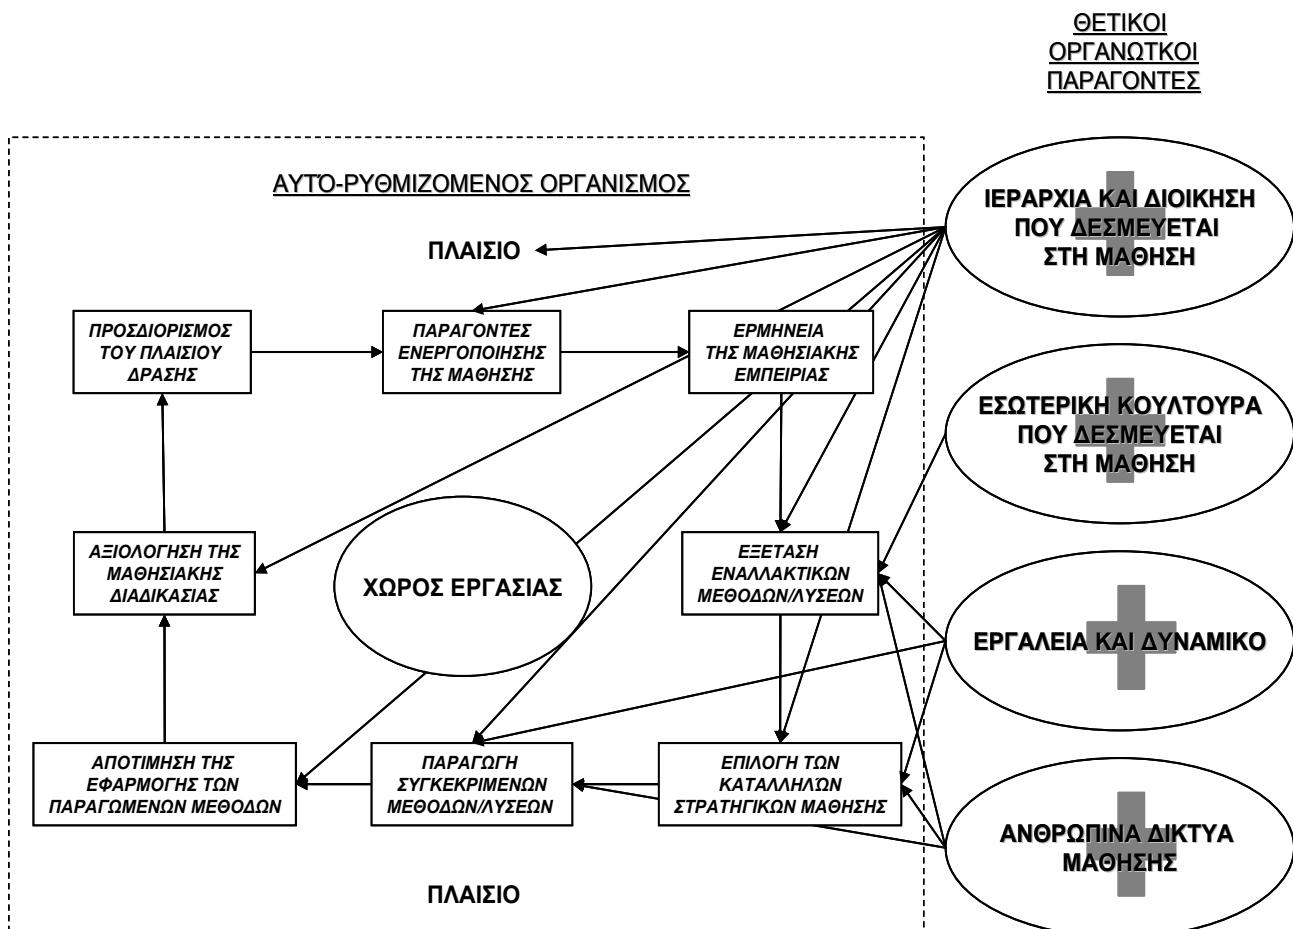 ΘΕΤΙΚΟΙ
ΟΡΓΑΝΩΤΚΟΙ
ΠΑΡΑΓΟΝΤΕΣ
ΑΥΤΌ-ΡΥΘΜΙΖΟΜΕΝΟΣ ΟΡΓΑΝΙΣΜΟΣ
ΙΕΡΑΡΧΙΑ ΚΑΙ ΔΙΟΙΚΗΣΗ
ΠΟΥ ΔΕΣΜΕΥΕΤΑΙ
ΣΤΗ ΜΑΘΗΣΗ
ΠΛΑΙΣΙΟ
ΠΡΟΣΔΙΟΡΙΣΜΟΣ
ΤΟΥ ΠΛΑΙΣΙΟΥ
ΔΡΑΣΗΣ
ΠΑΡΑΓΟΝΤΕΣ
ΕΝΕΡΓΟΠΟΙΗΣΗΣ
ΤΗΣ ΜΑΘΗΣΗΣ
ΕΡΜΗΝΕΙΑ
ΤΗΣ ΜΑΘΗΣΙΑΚΗΣ
ΕΜΠΕΙΡΙΑΣ
ΕΣΩΤΕΡΙΚΗ ΚΟΥΛΤΟΥΡΑ
ΠΟΥ ΔΕΣΜΕΥΕΤΑΙ
ΣΤΗ ΜΑΘΗΣΗ
ΑΞΙΟΛΟΓΗΣΗ ΤΗΣ
ΜΑΘΗΣΙΑΚΗΣ
ΔΙΑΔΙΚΑΣΙΑΣ
ΧΩΡΟΣ ΕΡΓΑΣΙΑΣ
ΕΞΕΤΑΣΗ
ΕΝΑΛΛΑΚΤΙΚΩΝ
ΜΕΘΟΔΩΝ/ΛΥΣΕΩΝ
ΕΡΓΑΛΕΙΑ ΚΑΙ ΔΥΝΑΜΙΚΟ
ΑΠΟΤΙΜΗΣΗ ΤΗΣ
ΕΦΑΡΜΟΓΗΣ ΤΩΝ
ΠΑΡΑΓΩΜΕΝΩΝ ΜΕΘΟΔΩΝ
ΠΑΡΑΓΩΓΗ
ΣΥΓΚΕΚΡΙΜΕΝΩΝ
ΜΕΘΟΔΩΝ/ΛΥΣΕΩΝ
ΕΠΙΛΟΓΗ ΤΩΝ
ΚΑΤΑΛΛΗΛΏΝ
ΣΤΡΑΤΗΓΙΚΩΝ ΜΑΘΗΣΗΣ
ΑΝΘΡΩΠΙΝΑ ΔΙΚΤΥΑ
ΜΑΘΗΣΗΣ
ΠΛΑΙΣΙΟ